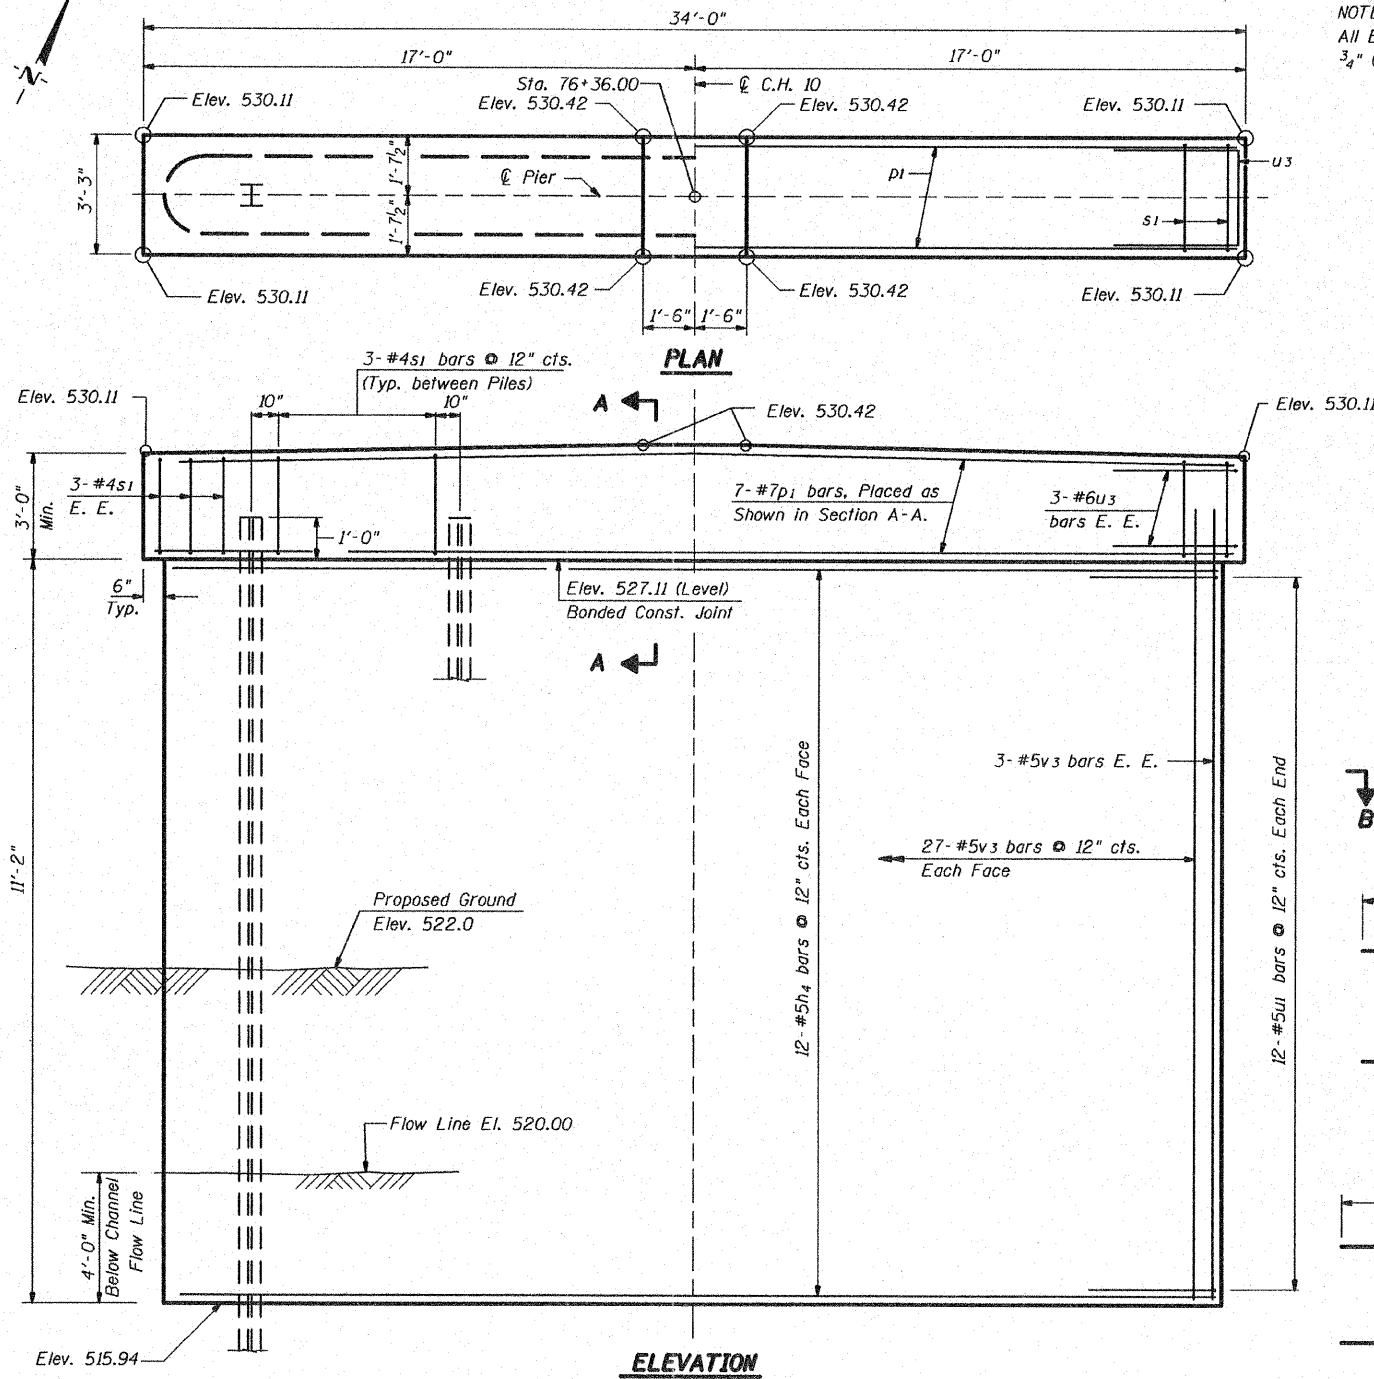 34'-0"
NOTE
All E
3/4" (
17'-0"
17'-0"
-N-
Sta. 76+36.00
℄ C.H. 10
Elev. 530.11
Elev. 530.42
Elev. 530.42
Elev. 530.11
3'-3"
1'-7½"
1'-7½"
℄ Pier
p1
s1
u3
Elev. 530.11
Elev. 530.42
Elev. 530.42
Elev. 530.11
1'-6"
1'-6"
PLAN
3-#4s1 bars @ 12" cts.
(Typ. between Piles)
Elev. 530.11
10"
10"
A
Elev. 530.42
Elev. 530.11
3'-0"
Min.
3-#4s1
E. E.
1'-0"
7-#7p1 bars, Placed as
Shown in Section A-A.
3-#6u3
bars E. E.
6"
Typ.
Elev. 527.11 (Level)
Bonded Const. Joint
A
11'-2"
12-#5h4 bars @ 12" cts. Each Face
3-#5v3 bars E. E.
12-#5u1 bars @ 12" cts. Each End
B
27-#5v3 bars @ 12" cts.
Each Face
Proposed Ground
Elev. 522.0
Flow Line El. 520.00
4'-0" Min.
Below Channel
Flow Line
Elev. 515.94
ELEVATION